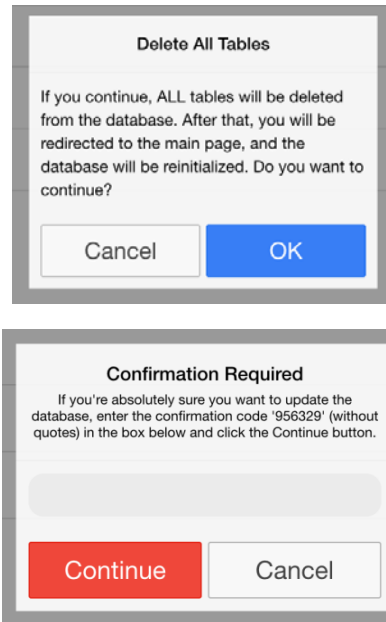 Delete All Tables
If you continue, ALL tables will be deleted
from the database. After that, you will be
redirected to the main page, and the
database will be reinitialized. Do you want to
continue?
Cancel
OK
Confirmation Required
If you're absolutely sure you want to update the
database, enter the confirmation code '956329' (without
quotes) in the box below and click the Continue button.
Continue
Cancel